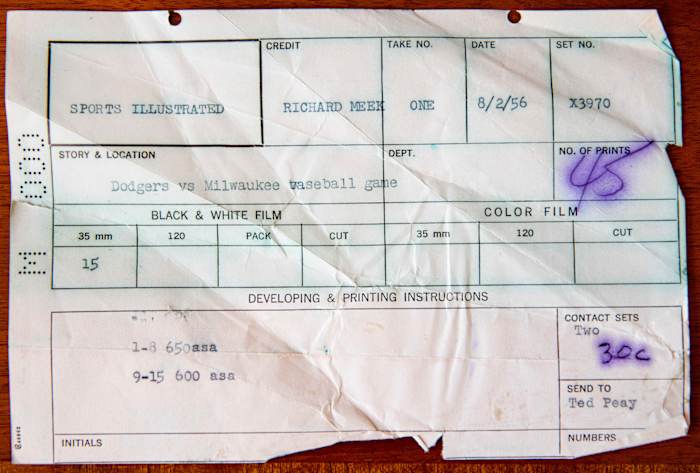 CREDIT TAKE NO. DATE SET NO.
SPORTS ILLUSTRATED RICHARD MEEK ONE 8/2/56 X3970
STORY & LOCATION DEPT. NO. OF PRINTS
45
Dodgers vs Milwaukee baseball game
BLACK & WHITE FILM COLOR FILM
35 mm 120 PACK CUT 35 mm 120 CUT
15
DEVELOPING & PRINTING INSTRUCTIONS
CONTACT SETS
Two
1-8 650asa
30c
9-15 600 asa
SEND TO
Ted Peay
INITIALS NUMBERS